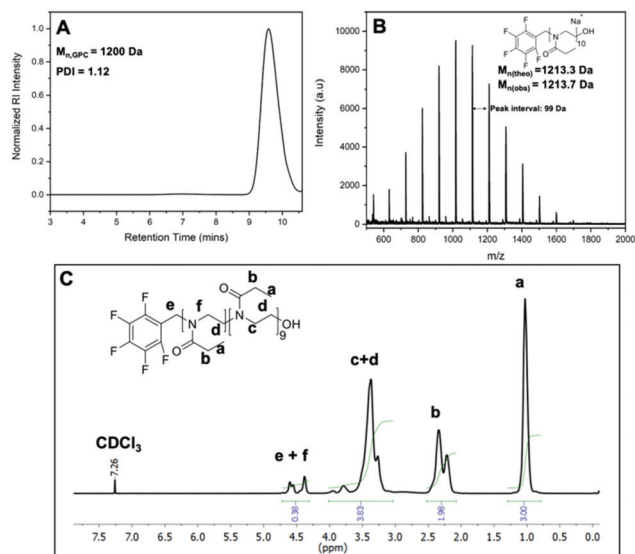 A
M n,GPC = 1200 Da
PDI = 1.12
Normalized RI Intensity
1.0
0.8
0.6
0.4
0.2
0.0
3 4 5 6 7 8 9 10
Retention Time (mins)
B
Na+
F F F F F N O OH 10
Mn(theo) =1213.3 Da
Mn(obs) = 1213.7 Da
Peak interval: 99 Da
Intensity (a.u)
10000
8000
6000
4000
2000
0
600 800 1000 1200 1400 1600 1800 2000
m/z
C
b
O a
F e f N d
F F d N c OH
F F O b a 9
a
c+d
b
CDCl3
7.26
e + f
0.38
3.83
1.98
3.00
7.5 7.0 6.5 6.0 5.5 5.0 4.5 4.0 3.5 3.0 2.5 2.0 1.5 1.0 0.5 0.0
(ppm)